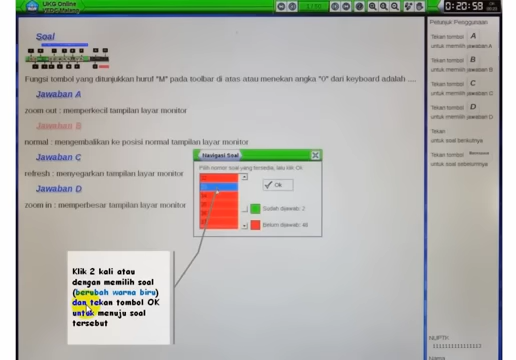 UKG Online
VEDC Malang
1/50
0:20:59
Soal
Fungsi tombol yang ditunjukkan huruf "M" pada toolbar di atas atau menekan angka "0" dari keyboard adalah ....
Jawaban A
zoom out : memperkecil tampilan layar monitor
Jawaban B
normal : mengembalikan ke posisi normal tampilan layar monitor
Jawaban C
refresh : menyegarkan tampilan layar monitor
Jawaban D
zoom in : memperbesar tampilan layar monitor
Navigasi Soal
Pilih nomor soal yang tersedia, lalu klik Ok
Ok
Sudah dijawab: 2
Belum dijawab: 48
Klik 2 kali atau
dengan memilih soal
(berubah warna biru)
dan tekan tombol OK
untuk menuju soal
tersebut
Petunjuk Penggunaan
Tekan tombol A
untuk memilih jawaban A
Tekan tombol B
untuk memilih jawaban B
Tekan tombol C
untuk memilih jawaban C
Tekan tombol D
untuk memilih jawaban D
Tekan
untuk soal berikutnya
Tekan tombol
untuk soal sebelumnya
NUPTK
Nama